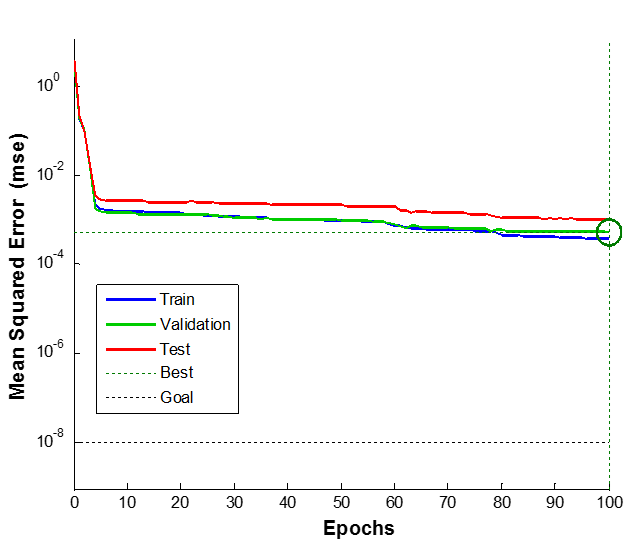 Mean Squared Error (mse)
10^0
10^-2
10^-4
10^-6
10^-8
Train
Validation
Test
Best
Goal
0 10 20 30 40 50 60 70 80 90 100
Epochs